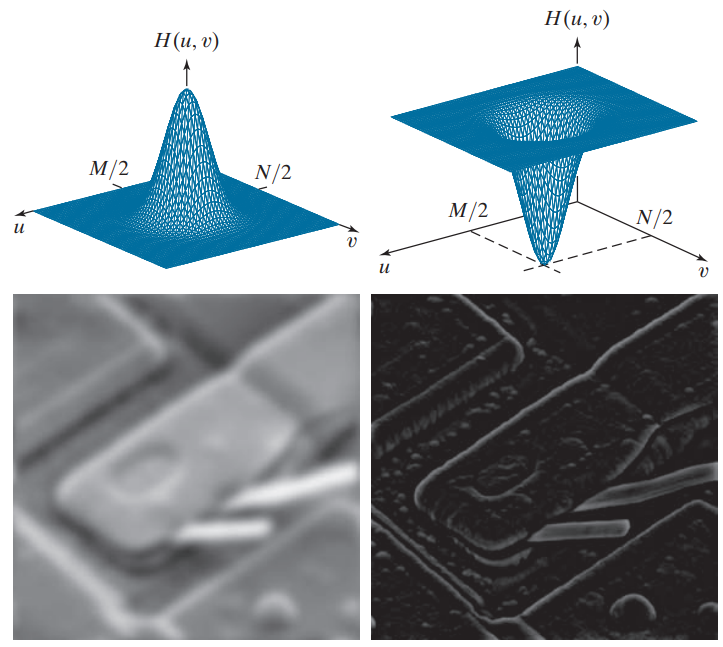 H(u, v)
M/2
N/2
u
v
H(u, v)
M/2
N/2
u
v